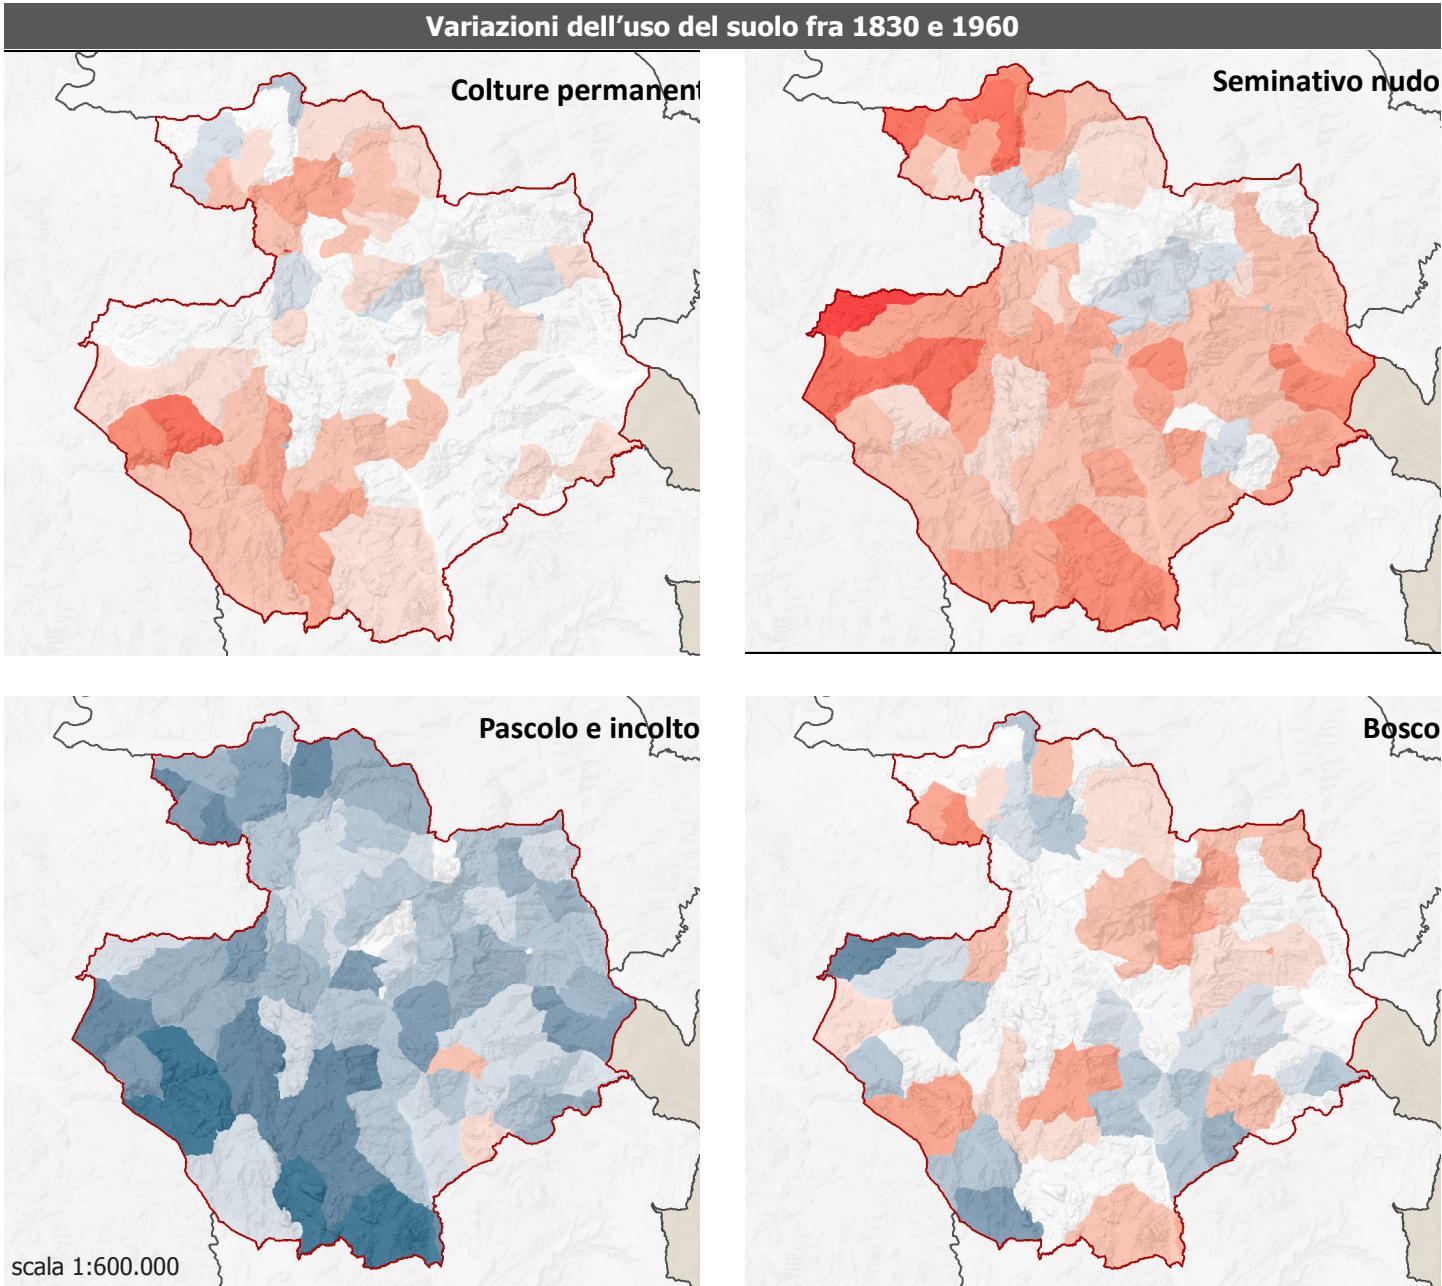 Variazioni dell'uso del suolo fra 1830 e 1960
Colture permanent
Seminativo nudo
Pascolo e incolto
Bosco
scala 1:600.000